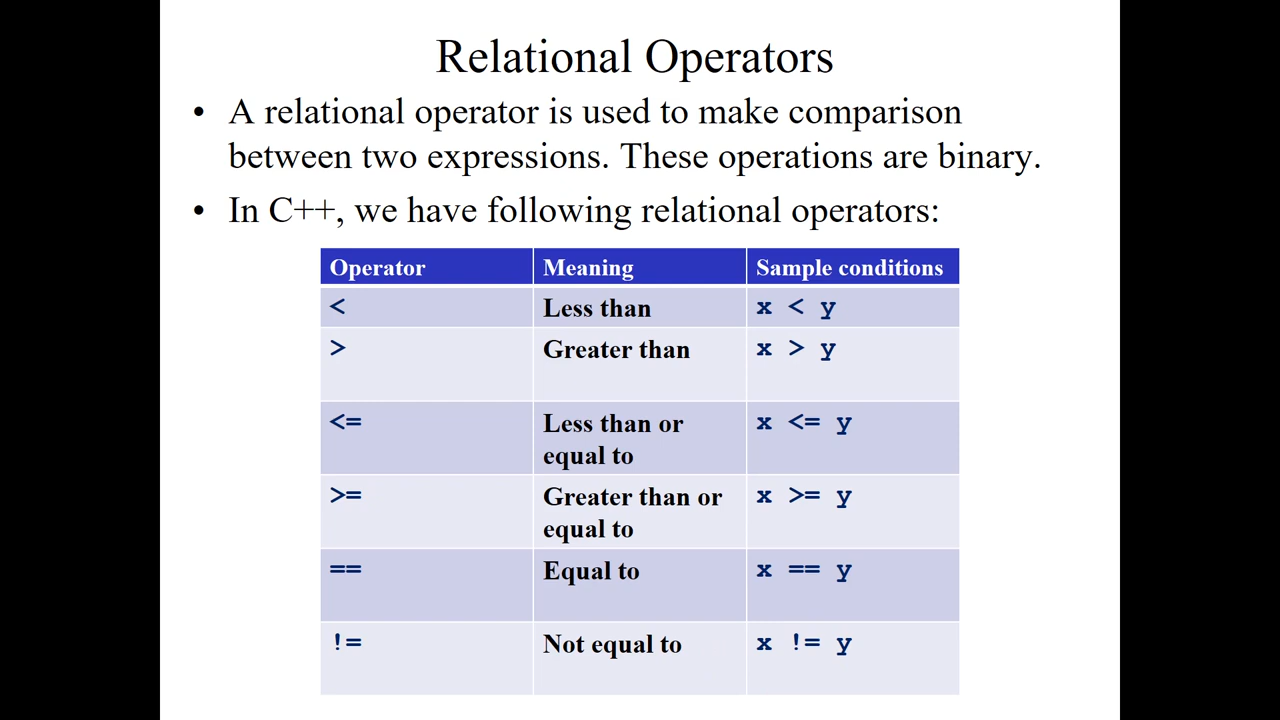 Relational Operators
• A relational operator is used to make comparison
between two expressions. These operations are binary.
• In C++, we have following relational operators:
Operator Meaning Sample conditions
< Less than x < y
> Greater than x > y
<= Less than or x <= y
equal to
>= Greater than or x >= y
equal to
== Equal to x == y
!= Not equal to x != y